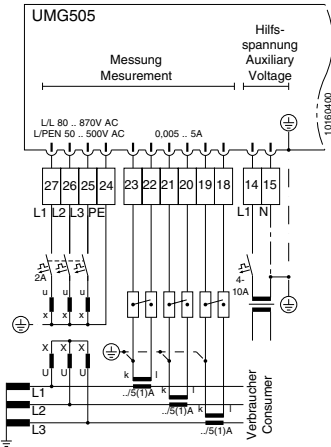 UMG505
Hilfs-
spannung
Auxiliary
Voltage
Messung
Mesurement
L/L 80 .. 870V AC
L/PEN 50 .. 500V AC
0,005 .. 5A
10160400
27 26 25 24 23 22 21 20 19 18 14 15
L1 L2 L3 PE
L1 N
2A
4-
10A
u u u
x x x
X X X
U U U
k l
../5(1)A
k l
../5(1)A
k l
../5(1)A
L1
L2
L3
Verbraucher
Consumer